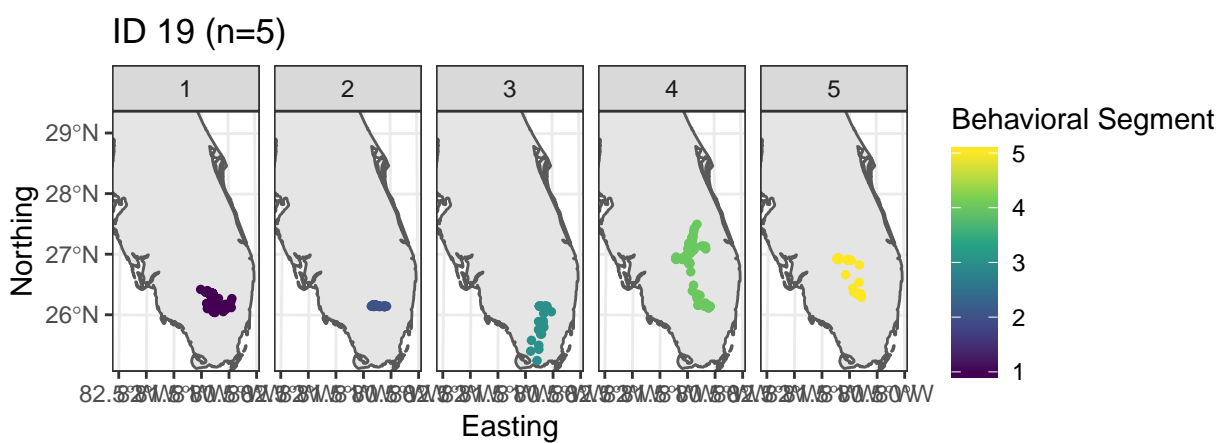 ID 19 (n=5)
1 2 3 4 5
29°N
28°N
27°N
26°N
Northing
Easting
Behavioral Segment
5
4
3
2
1